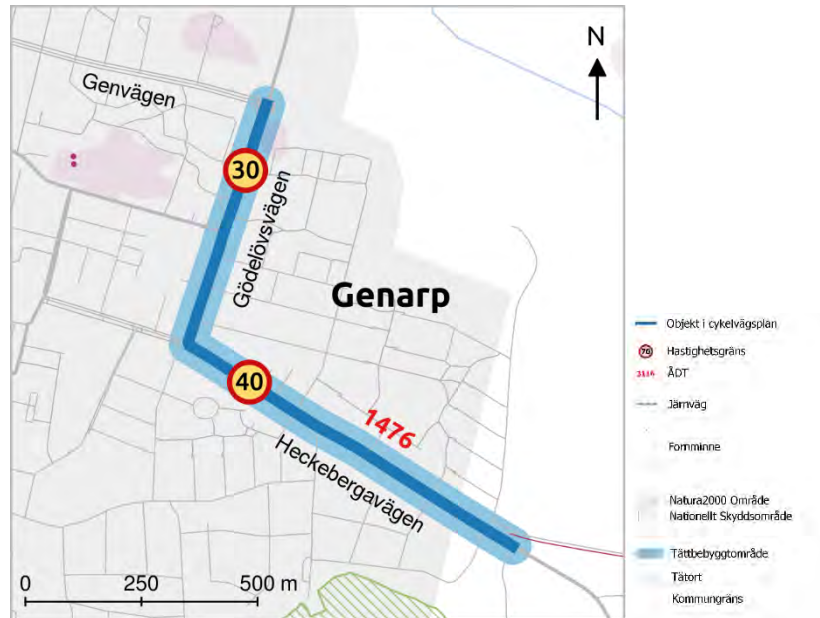 N
Genvägen
30
Gödelövsvägen
Genarp
40
1476
Heckebergavägen
0 250 500 m
Objekt i cykelvägsplan
70 Hastighetsgräns
3116 ÅDT
Järnväg
Fornminne
Natura2000 Område
Nationellt Skyddsområde
Tättbebyggtområde
Tätort
Kommungräns